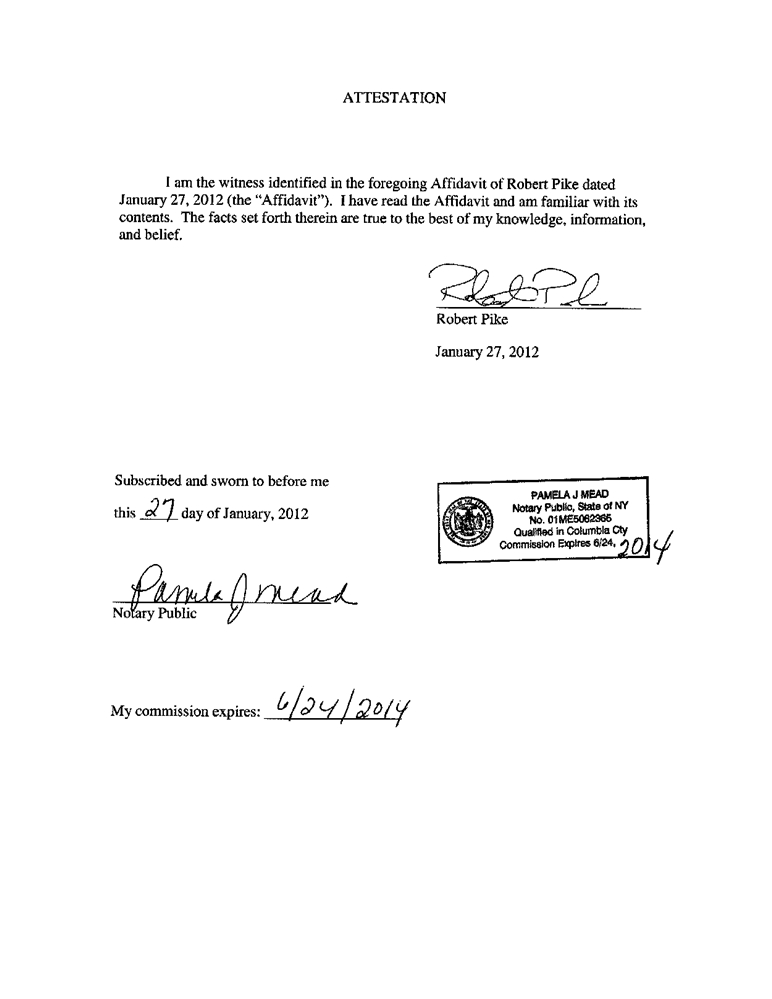 ATTESTATION
I am the witness identified in the foregoing Affidavit of Robert Pike dated
January 27, 2012 (the “Affidavit”). I have read the Affidavit and am familiar with its
contents. The facts set forth therein are true to the best of my knowledge, information,
and belief.
Robert Pike
January 27, 2012
Subscribed and sworn to before me
this 27 day of January, 2012
PAMELA J MEAD
Notary Public, State of NY
No. 01ME5062365
Qualified in Columbia Cty
Commission Expires 6/24, 2014
Pamela J Mead
Notary Public
My commission expires: 6/24/2014